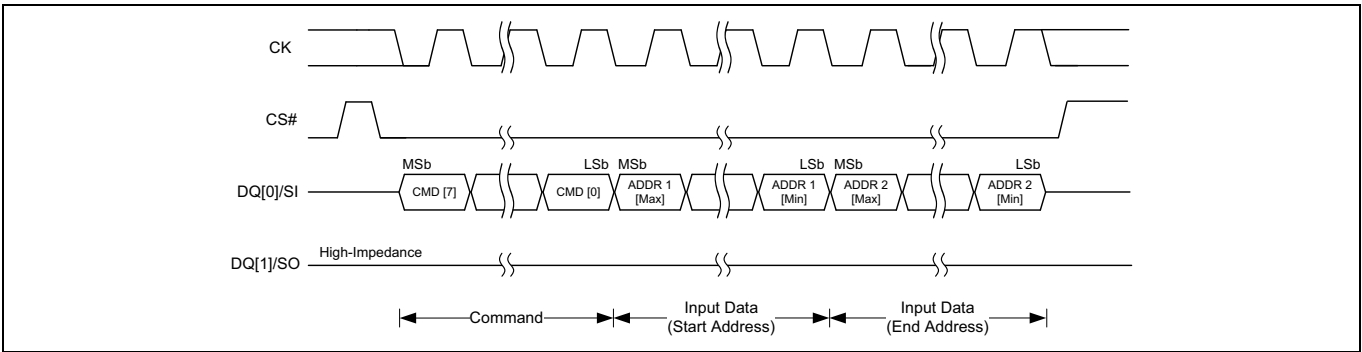 CK
CS#
MSb LSb MSb LSb MSb LSb
DQ[0]/SI CMD [7] CMD [0] ADDR 1 [Max] ADDR 1 [Min] ADDR 2 [Max] ADDR 2 [Min]
DQ[1]/SO High-Impedance
Command
Input Data
(Start Address)
Input Data
(End Address)